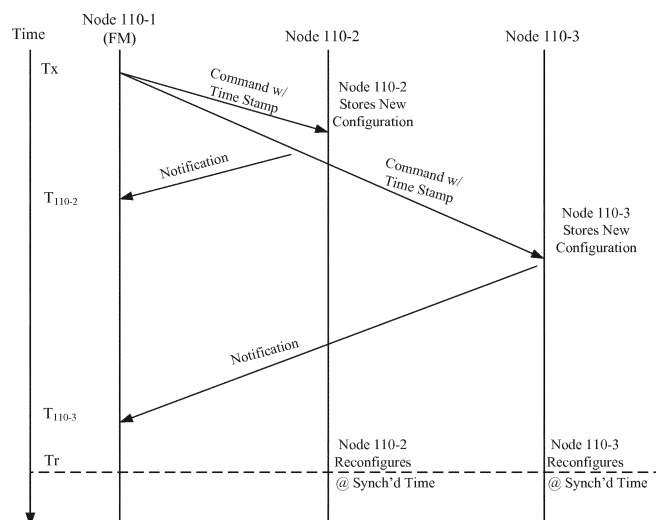 Time
Node 110-1
(FM)
Node 110-2
Node 110-3
Tx
Command w/
Time Stamp
Node 110-2
Stores New
Configuration
Notification
Command w/
Time Stamp
T110-2
Node 110-3
Stores New
Configuration
Notification
T110-3
Node 110-2
Reconfigures
@ Synch'd Time
Node 110-3
Reconfigures
@ Synch'd Time
Tr